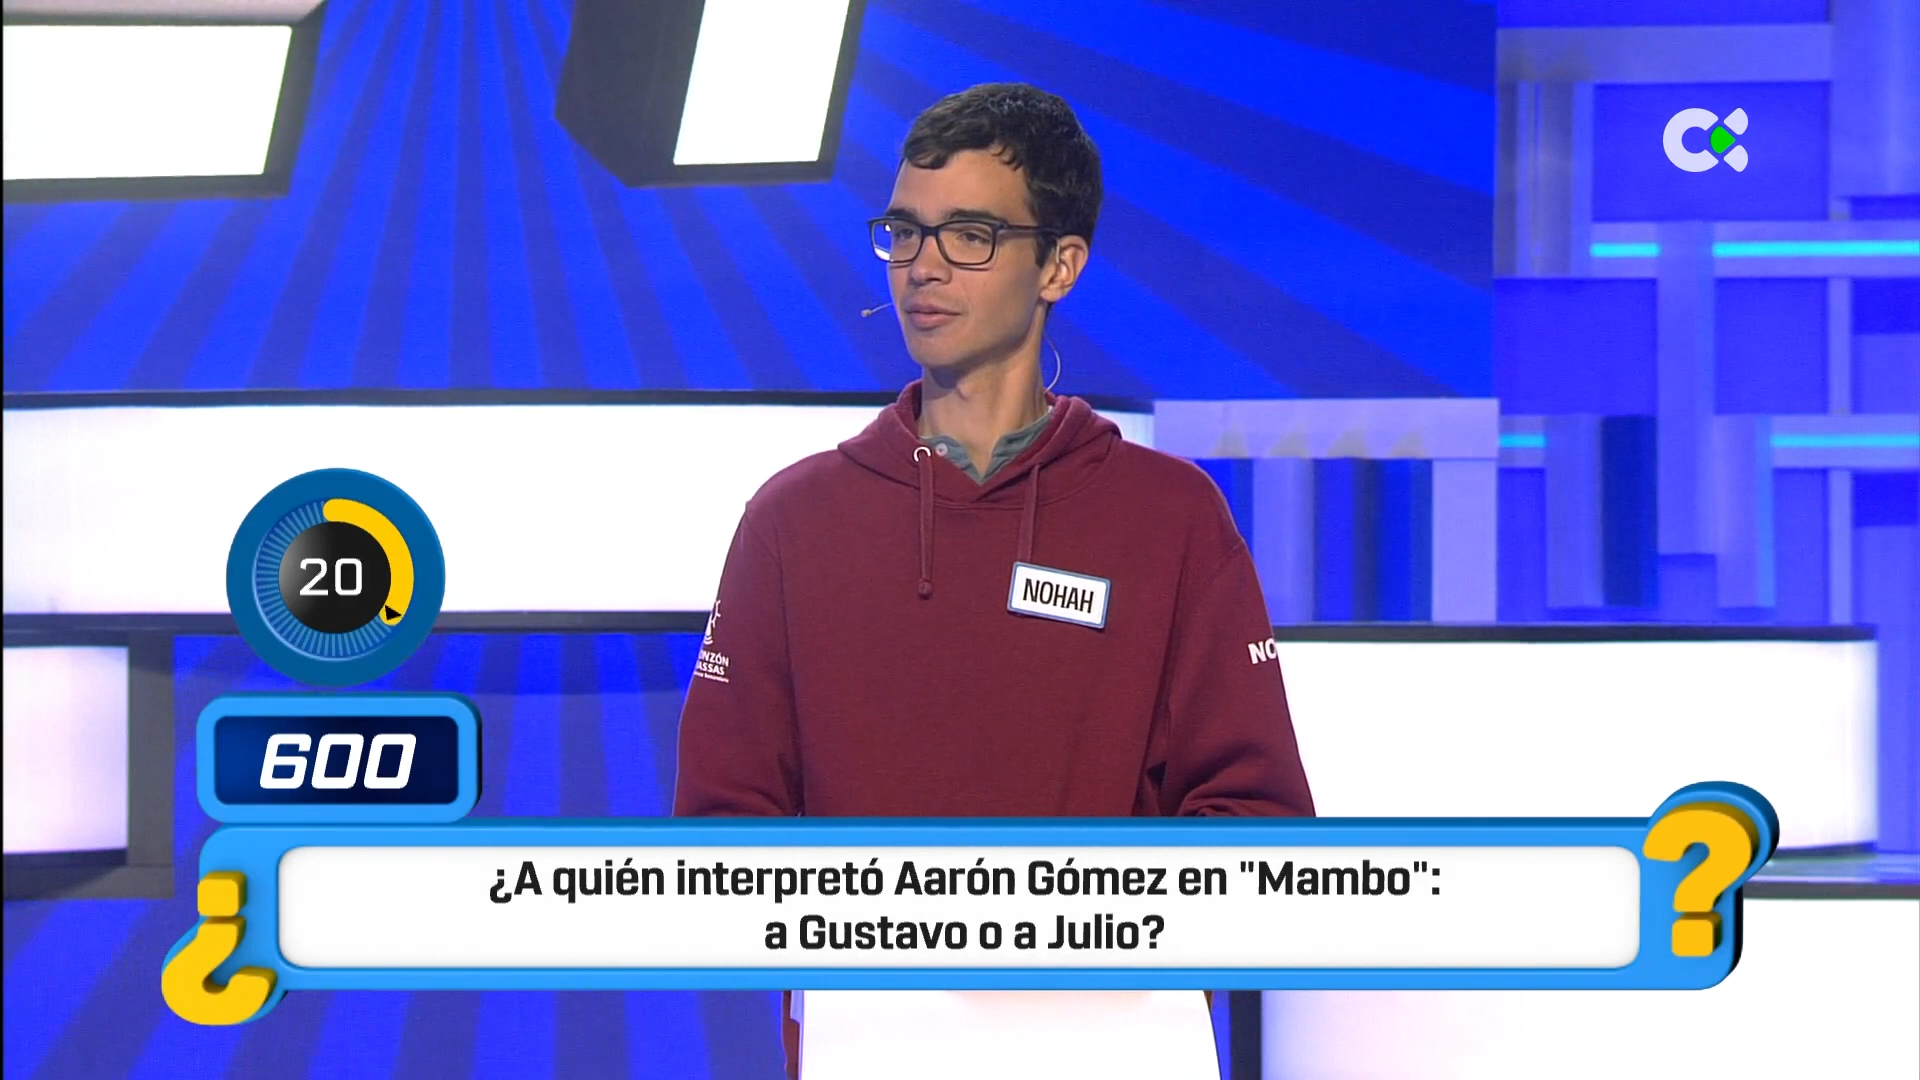 20
NOHAH
NO
600
¿A quién interpretó Aarón Gómez en "Mambo":
a Gustavo o a Julio?